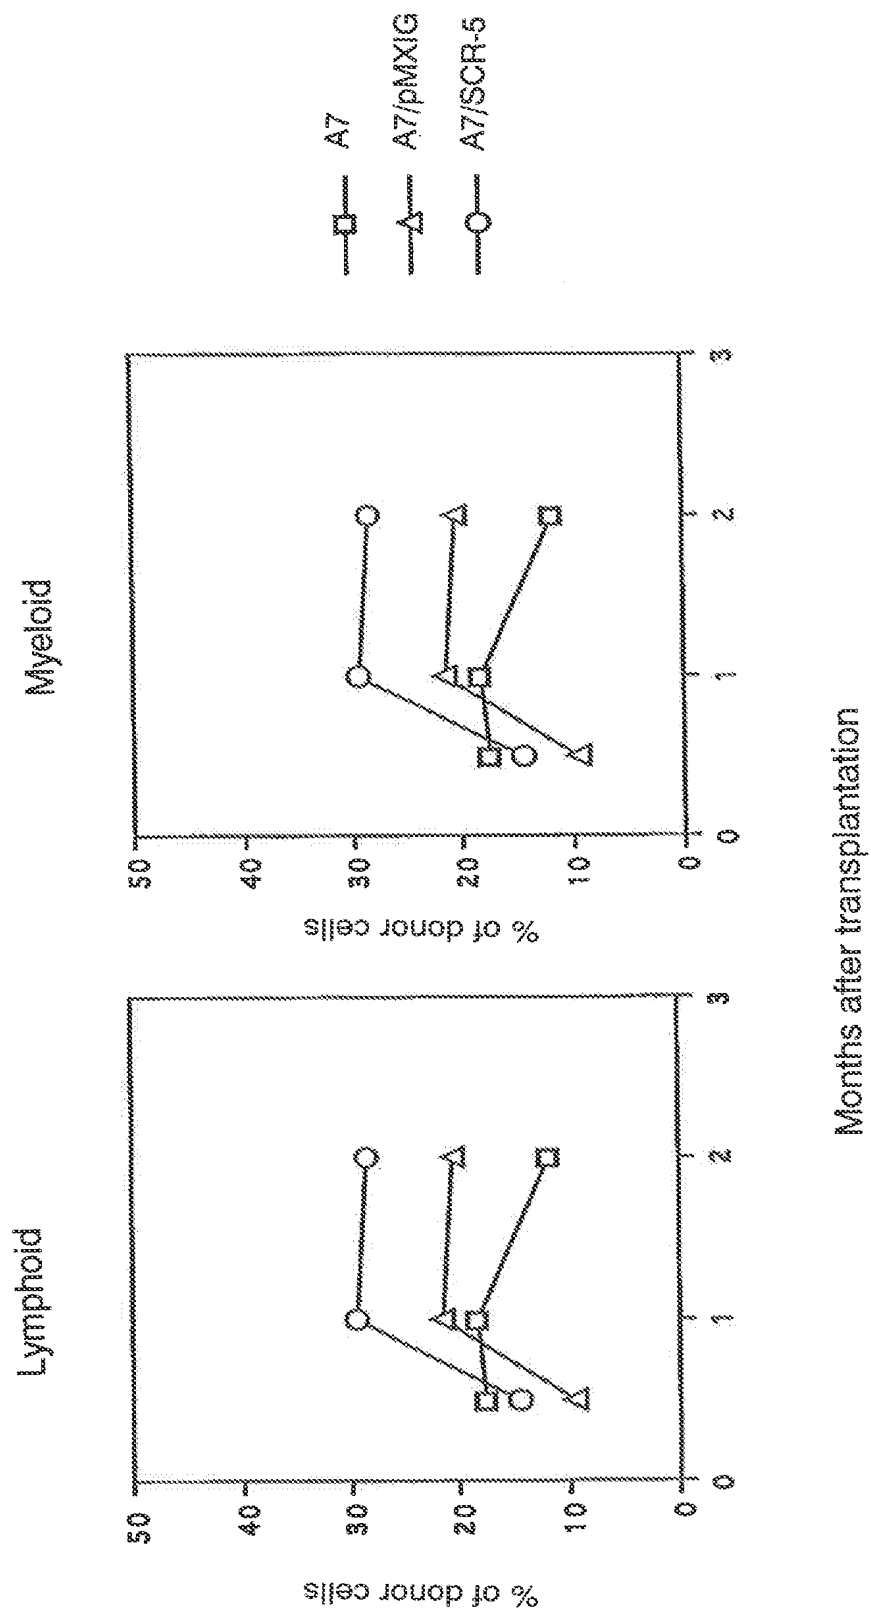 Lymphoid
% of donor cells
50
40
30
20
10
0
0
1
2
3
Myeloid
% of donor cells
50
40
30
20
10
0
0
1
2
3
Months after transplantation
A7
A7/pMXIG
A7/SCR-5